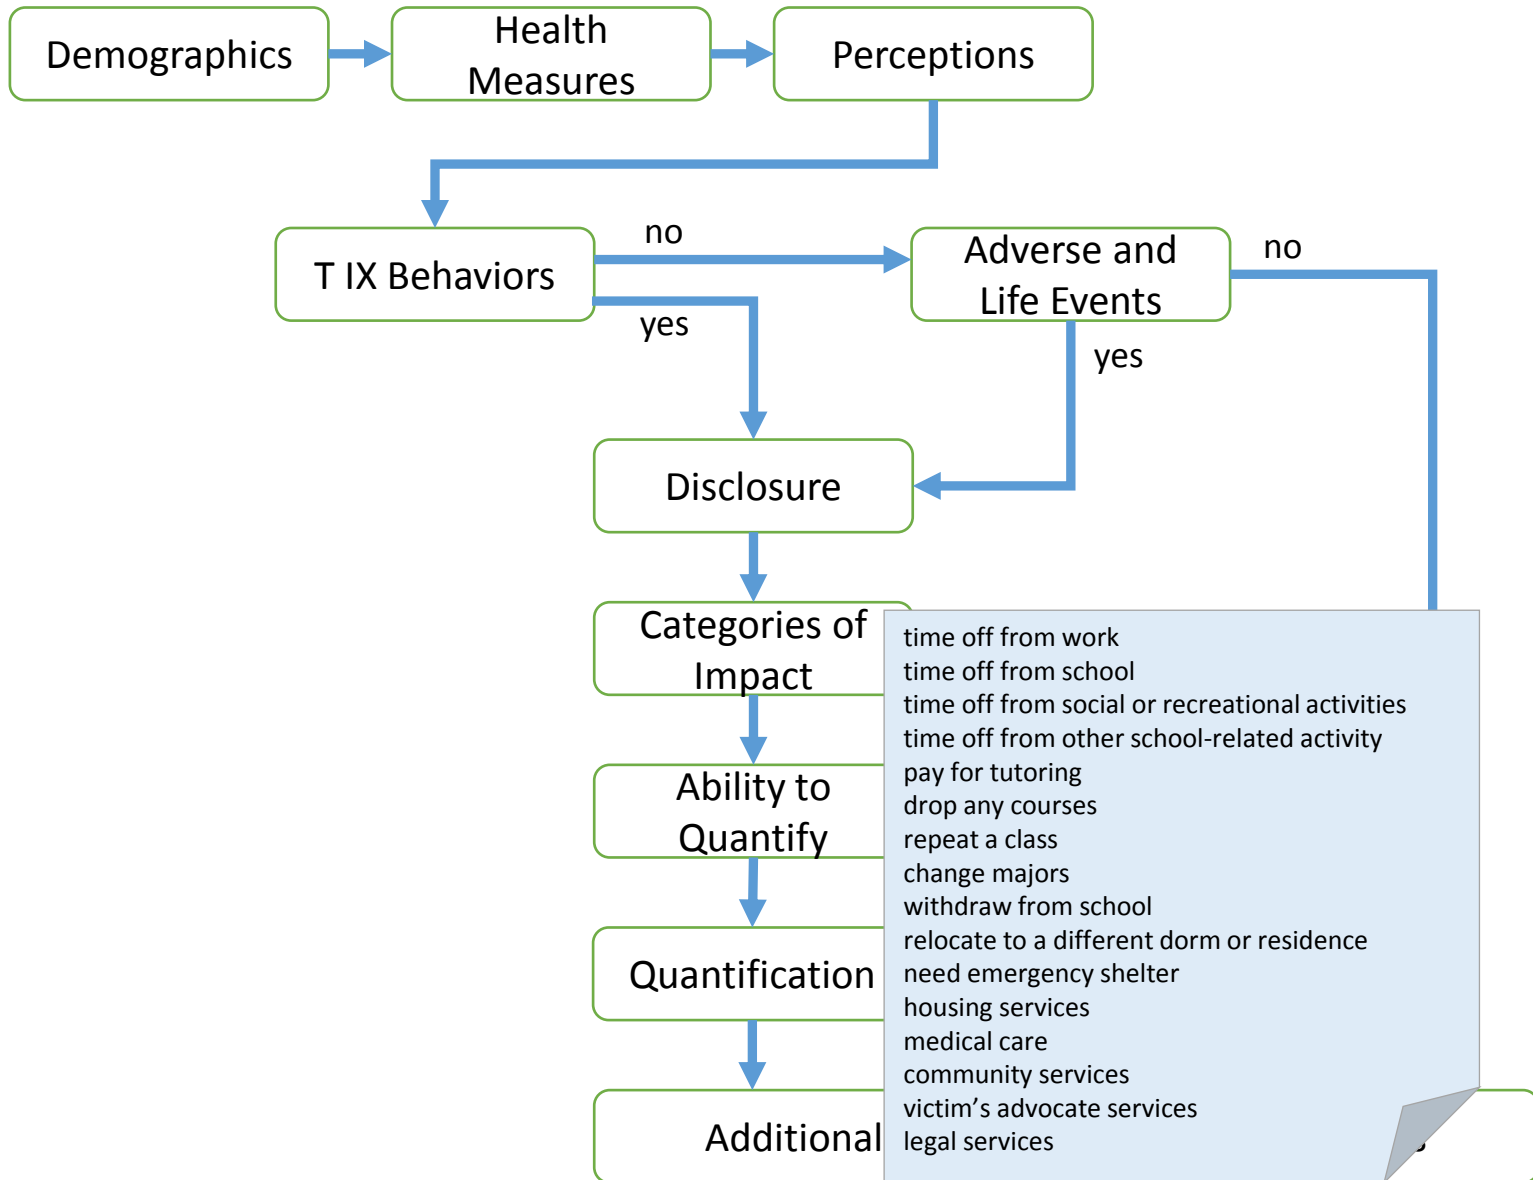 Demographics
Health
Measures
Perceptions
T IX Behaviors
no
yes
Adverse and
Life Events
no
yes
Disclosure
Categories of
Impact
Ability to
Quantify
Quantification
Additional
time off from work
time off from school
time off from social or recreational activities
time off from other school-related activity
pay for tutoring
drop any courses
repeat a class
change majors
withdraw from school
relocate to a different dorm or residence
need emergency shelter
housing services
medical care
community services
victim’s advocate services
legal services